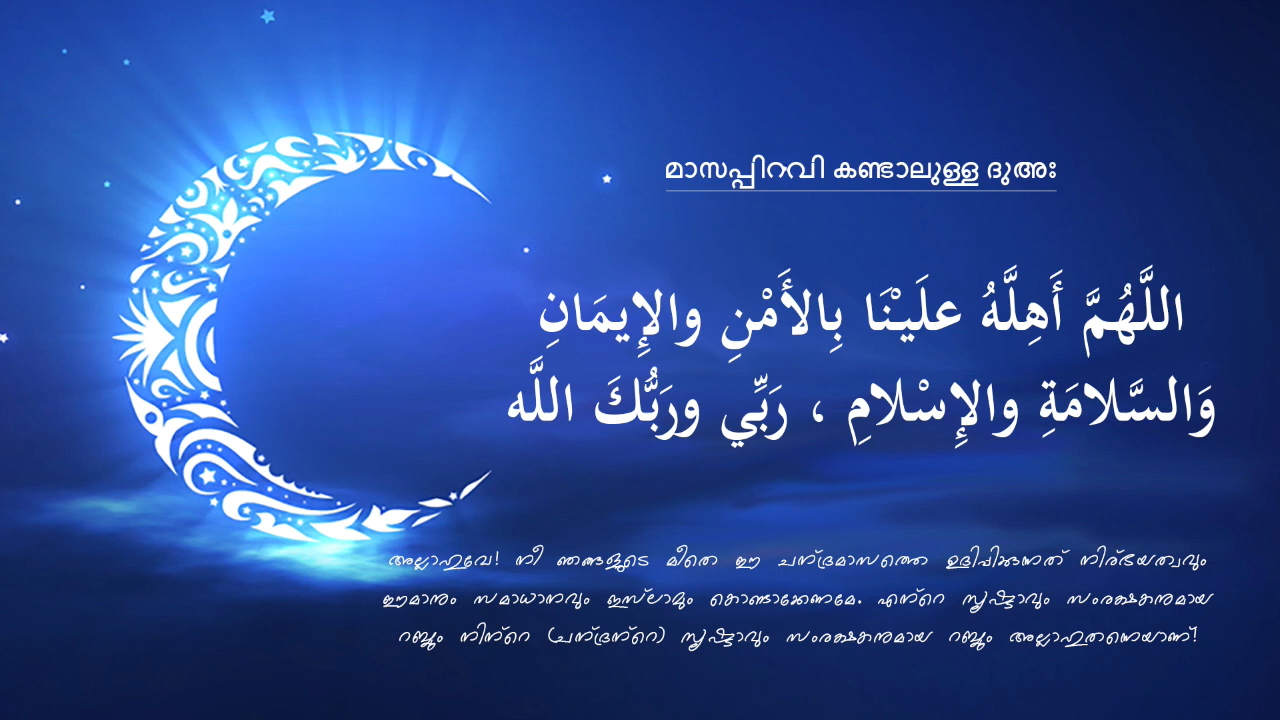 മാസപ്പിറവി കണ്ടാലുള്ള ദുഅഃ
اللَّهُمَّ أَهِلَّهُ علَيْنَا بِالأَمْنِ والإِيمَانِ
وَالسَّلامَةِ والإِسْلامِ ، رَبِّي ورَبُّكَ اللَّه
അല്ലാഹുവേ! നീ ഞങ്ങളുടെ മീതെ ഈ ചന്ദ്രമാസത്തെ ഉദിപ്പിക്കുന്നത് നിര്ഭയത്വവും
ഈമാനും സമാധാനവും ഇസ്ലാമും കൊണ്ടാക്കേണമേ. എന്റെ സൃഷ്ടാവും സംരക്ഷകനുമായ
റബ്ബും നിന്റെ (ചന്ദ്രന്റെ) സൃഷ്ടാവും സംരക്ഷകനുമായ റബ്ബും അല്ലാഹുതന്നെയാണ്!